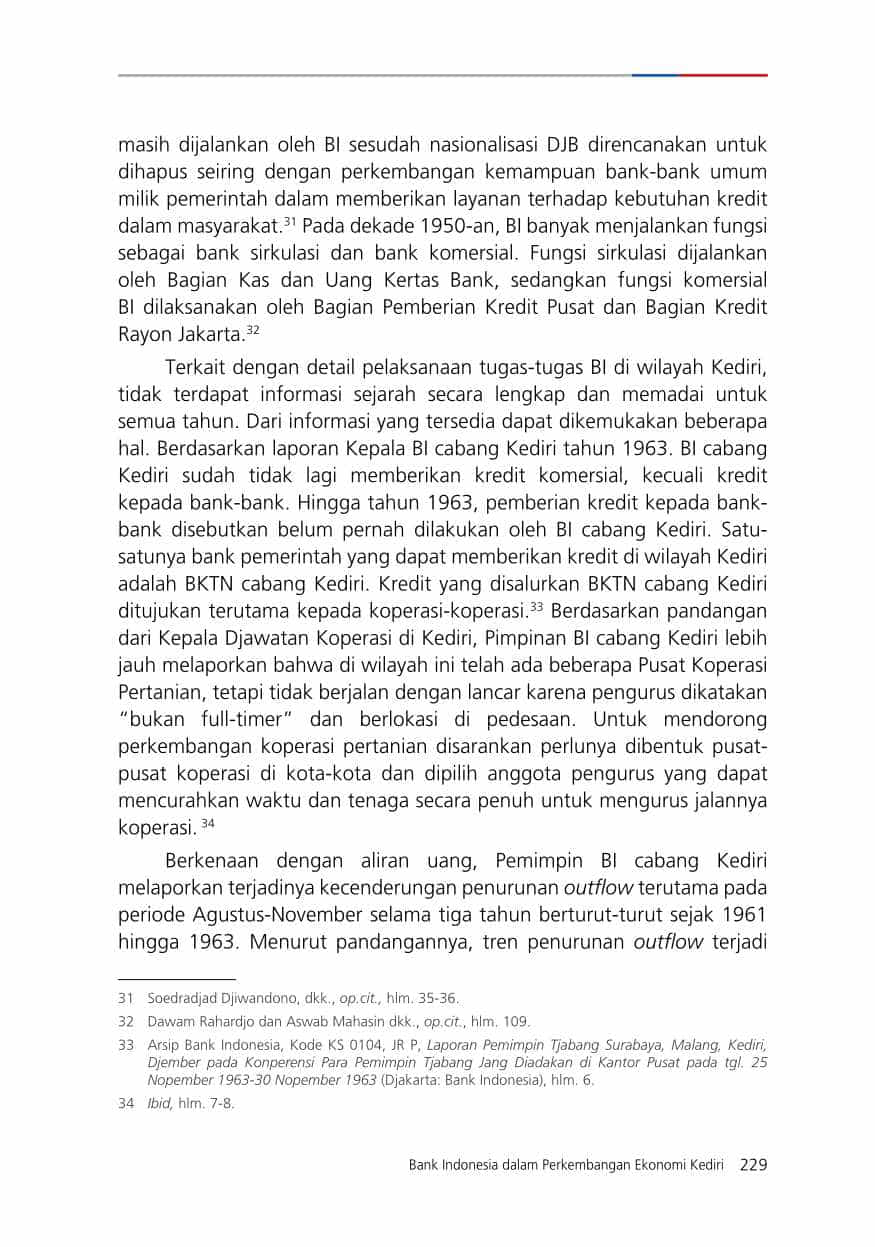 masih dijalankan oleh BI sesudah nasionalisasi DJB direncanakan untuk
dihapus seiring dengan perkembangan kemampuan bank-bank umum
milik pemerintah dalam memberikan layanan terhadap kebutuhan kredit
dalam masyarakat.31 Pada dekade 1950-an, BI banyak menjalankan fungsi
sebagai bank sirkulasi dan bank komersial. Fungsi sirkulasi dijalankan
oleh Bagian Kas dan Uang Kertas Bank, sedangkan fungsi komersial
BI dilaksanakan oleh Bagian Pemberian Kredit Pusat dan Bagian Kredit
Rayon Jakarta.32
Terkait dengan detail pelaksanaan tugas-tugas BI di wilayah Kediri,
tidak terdapat informasi sejarah secara lengkap dan memadai untuk
semua tahun. Dari informasi yang tersedia dapat dikemukakan beberapa
hal. Berdasarkan laporan Kepala BI cabang Kediri tahun 1963. BI cabang
Kediri sudah tidak lagi memberikan kredit komersial, kecuali kredit
kepada bank-bank. Hingga tahun 1963, pemberian kredit kepada bank-
bank disebutkan belum pernah dilakukan oleh BI cabang Kediri. Satu-
satunya bank pemerintah yang dapat memberikan kredit di wilayah Kediri
adalah BKTN cabang Kediri. Kredit yang disalurkan BKTN cabang Kediri
ditujukan terutama kepada koperasi-koperasi.33 Berdasarkan pandangan
dari Kepala Djawatan Koperasi di Kediri, Pimpinan BI cabang Kediri lebih
jauh melaporkan bahwa di wilayah ini telah ada beberapa Pusat Koperasi
Pertanian, tetapi tidak berjalan dengan lancar karena pengurus dikatakan
“bukan full-timer” dan berlokasi di pedesaan. Untuk mendorong
perkembangan koperasi pertanian disarankan perlunya dibentuk pusat-
pusat koperasi di kota-kota dan dipilih anggota pengurus yang dapat
mencurahkan waktu dan tenaga secara penuh untuk mengurus jalannya
koperasi. 34
Berkenaan dengan aliran uang, Pemimpin BI cabang Kediri
melaporkan terjadinya kecenderungan penurunan outflow terutama pada
periode Agustus-November selama tiga tahun berturut-turut sejak 1961
hingga 1963. Menurut pandangannya, tren penurunan outflow terjadi
31 Soedradjad Djiwandono, dkk., op.cit., hlm. 35-36.
32 Dawam Rahardjo dan Aswab Mahasin dkk., op.cit., hlm. 109.
33 Arsip Bank Indonesia, Kode KS 0104, JR P, Laporan Pemimpin Tjabang Surabaya, Malang, Kediri,
Djember pada Konperensi Para Pemimpin Tjabang Jang Diadakan di Kantor Pusat pada tgl. 25
Nopember 1963-30 Nopember 1963 (Djakarta: Bank Indonesia), hlm. 6.
34 Ibid, hlm. 7-8.
Bank Indonesia dalam Perkembangan Ekonomi Kediri 229